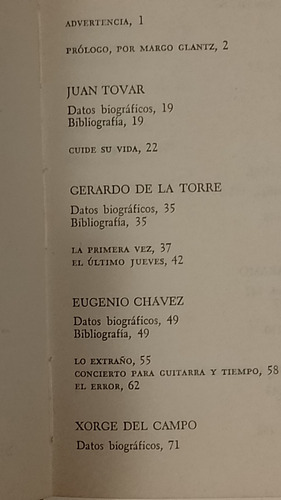 ADVERTENCIA, 1
PRÓLOGO, POR MARGO GLANTZ, 2
JUAN TOVAR
Datos biográficos, 19
Bibliografía, 19
CUIDE SU VIDA, 22
GERARDO DE LA TORRE
Datos biográficos, 35
Bibliografía, 35
LA PRIMERA VEZ, 37
EL ÚLTIMO JUEVES, 42
EUGENIO CHÁVEZ
Datos biográficos, 49
Bibliografía, 49
LO EXTRAÑO, 55
CONCIERTO PARA GUITARRA Y TIEMPO, 58
EL ERROR, 62
XORGE DEL CAMPO
Datos biográficos, 71